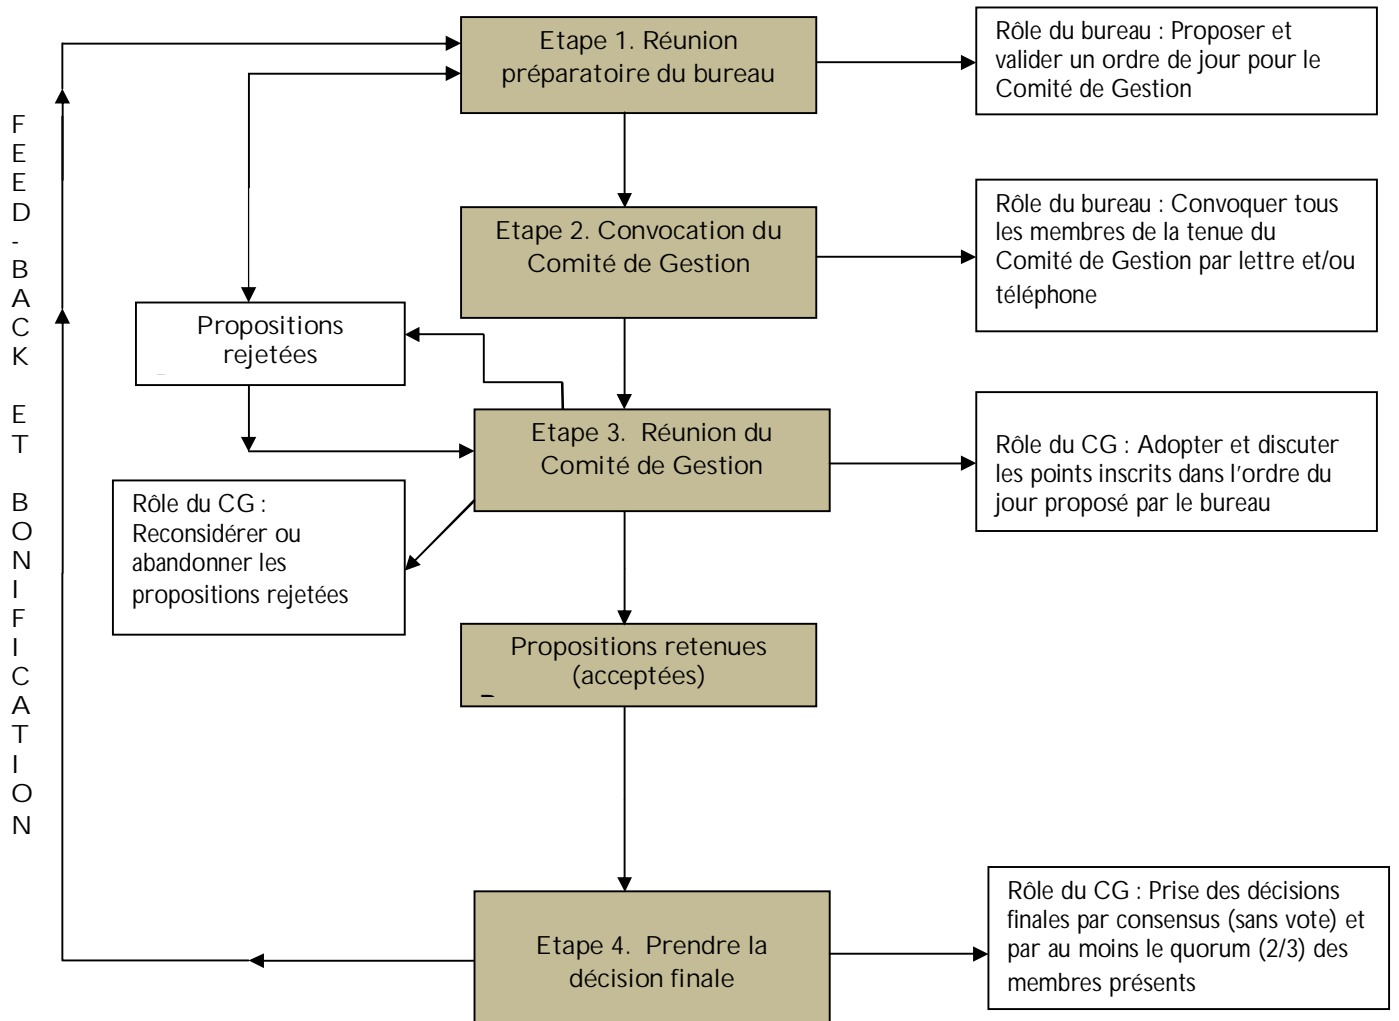 Etape 1. Réunion
préparatoire du bureau
Rôle du bureau : Proposer et
valider un ordre de jour pour le
Comité de Gestion
FEED-BACK ET BONIFICATION
Etape 2. Convocation du
Comité de Gestion
Rôle du bureau : Convoquer tous
les membres de la tenue du
Comité de Gestion par lettre et/ou
téléphone
Propositions
rejetées
Etape 3. Réunion du
Comité de Gestion
Rôle du CG : Adopter et discuter
les points inscrits dans l'ordre du
jour proposé par le bureau
Rôle du CG :
Reconsidérer ou
abandonner les
propositions rejetées
Propositions retenues
(acceptées)
Etape 4. Prendre la
décision finale
Rôle du CG : Prise des décisions
finales par consensus (sans vote) et
par au moins le quorum (2/3) des
membres présents